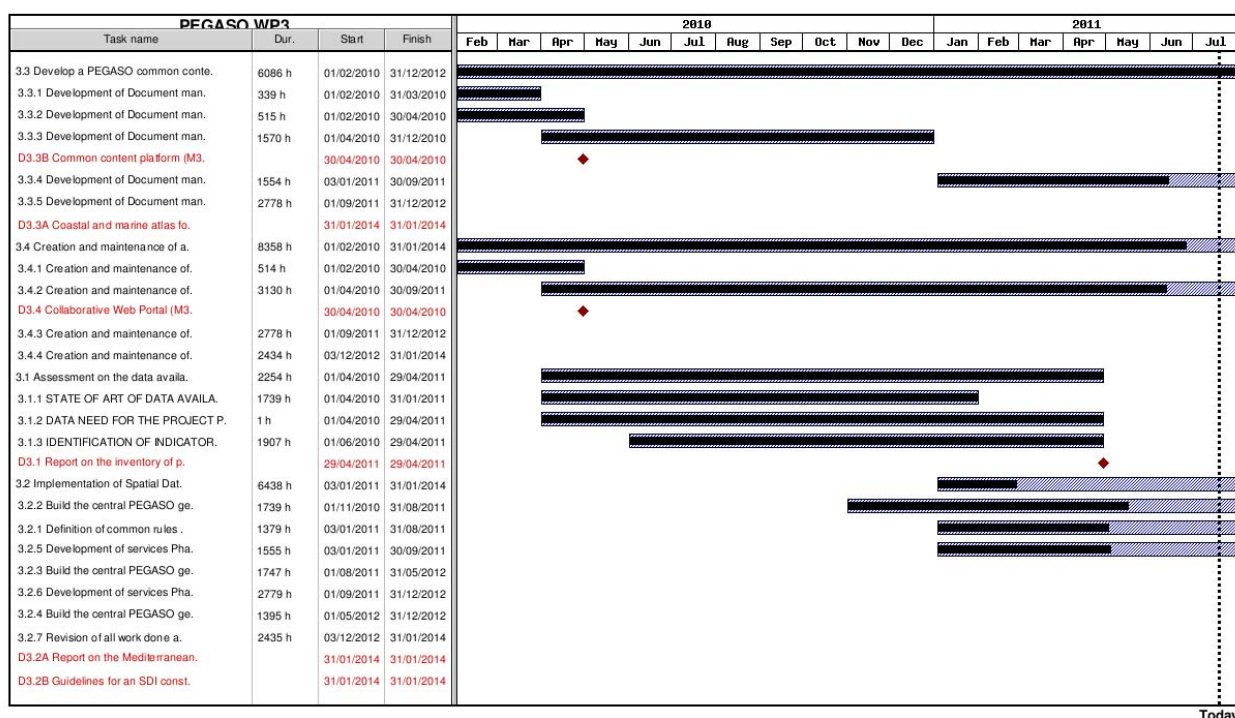 PEGASO WP3
2010 2011
Task name Dur. Start Finish Feb Mar Apr May Jun Jul Aug Sep Oct Nov Dec Jan Feb Mar Apr May Jun Jul
3.3 Develop a PEGASO common conte. 6086 h 01/02/2010 31/12/2012
3.3.1 Development of Document man. 339 h 01/02/2010 31/03/2010
3.3.2 Development of Document man. 515 h 01/02/2010 30/04/2010
3.3.3 Development of Document man. 1570 h 01/04/2010 31/12/2010
D3.3B Common content platform (M3. 30/04/2010 30/04/2010
3.3.4 Development of Document man. 1554 h 03/01/2011 30/09/2011
3.3.5 Development of Document man. 2778 h 01/09/2011 31/12/2012
D3.3A Coastal and marine atlas fo. 31/01/2014 31/01/2014
3.4 Creation and maintenance of a. 8358 h 01/02/2010 31/01/2014
3.4.1 Creation and maintenance of. 514 h 01/02/2010 30/04/2010
3.4.2 Creation and maintenance of. 3130 h 01/04/2010 30/09/2011
D3.4 Collaborative Web Portal (M3. 30/04/2010 30/04/2010
3.4.3 Creation and maintenance of. 2778 h 01/09/2011 31/12/2012
3.4.4 Creation and maintenance of. 2434 h 03/12/2012 31/01/2014
3.1 Assessment on the data availa. 2254 h 01/04/2010 29/04/2011
3.1.1 STATE OF ART OF DATA AVAILA. 1739 h 01/04/2010 31/01/2011
3.1.2 DATA NEED FOR THE PROJECT P. 1 h 01/04/2010 29/04/2011
3.1.3 IDENTIFICATION OF INDICATOR. 1907 h 01/06/2010 29/04/2011
D3.1 Report on the inventory of p. 29/04/2011 29/04/2011
3.2 Implementation of Spatial Dat. 6438 h 03/01/2011 31/01/2014
3.2.2 Build the central PEGASO ge. 1739 h 01/11/2010 31/08/2011
3.2.1 Definition of common rules . 1379 h 03/01/2011 31/08/2011
3.2.5 Development of services Pha. 1555 h 03/01/2011 30/09/2011
3.2.3 Build the central PEGASO ge. 1747 h 01/08/2011 31/05/2012
3.2.6 Development of services Pha. 2779 h 01/09/2011 31/12/2012
3.2.4 Build the central PEGASO ge. 1395 h 01/05/2012 31/12/2012
3.2.7 Revision of all work done a. 2435 h 03/12/2012 31/01/2014
D3.2A Report on the Mediterranean. 31/01/2014 31/01/2014
D3.2B Guidelines for an SDI const. 31/01/2014 31/01/2014
Today